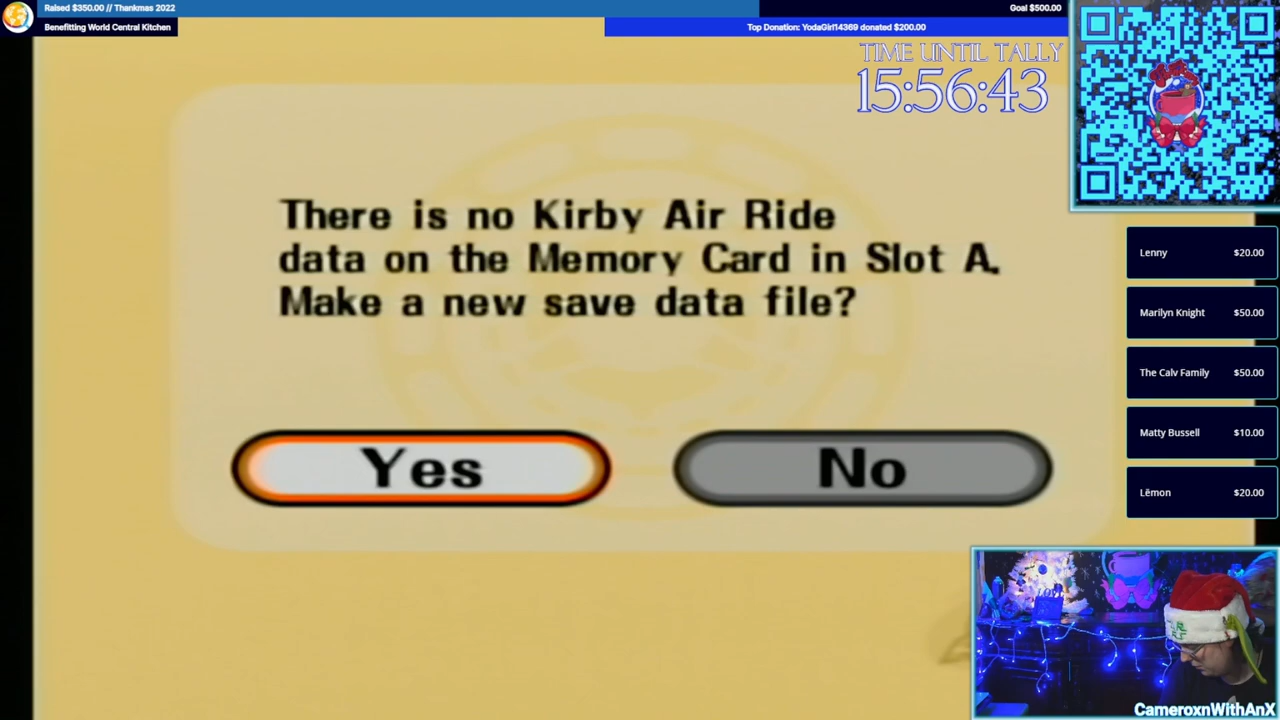 Raised $350.00 // Thankmas 2022
Goal $500.00
Benefitting World Central Kitchen
Top Donation: YodaGirl14369 donated $200.00
TIME UNTIL TALLY
15:56:43
There is no Kirby Air Ride
data on the Memory Card in Slot A.
Make a new save data file?
Yes
No
Lenny $20.00
Marilyn Knight $50.00
The Calv Family $50.00
Matty Bussell $10.00
Lēmon $20.00
CameroxnWithAnX